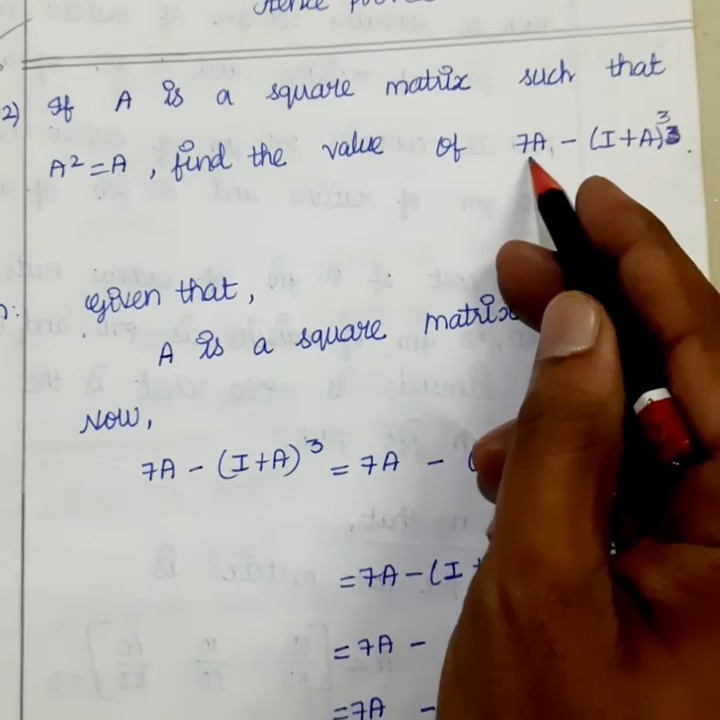 Hence
2) If A is a square matrix such that
A² = A , find the value of 7A - (I+A)³.
n:
Given that,
A is a square matrix
Now,
7A - (I+A)³ = 7A - (
= 7A - (I +
= 7A -
= 7A -